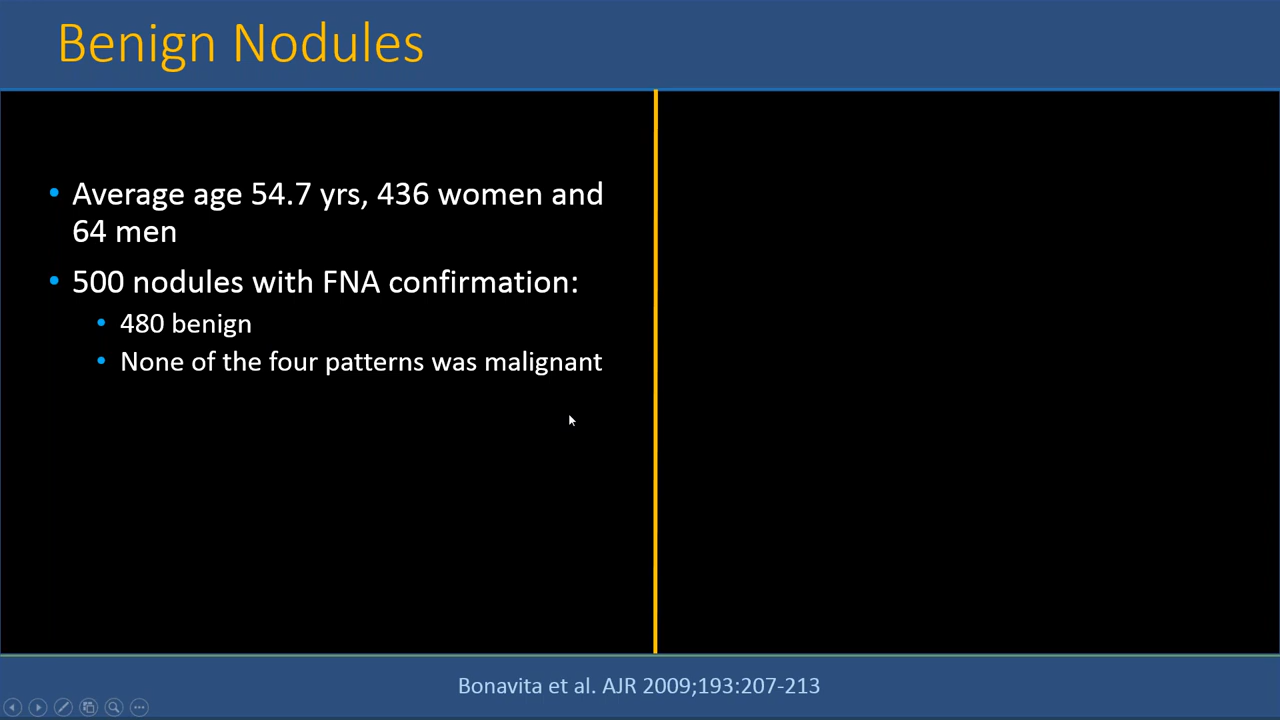 Benign Nodules
• Average age 54.7 yrs, 436 women and
64 men
• 500 nodules with FNA confirmation:
• 480 benign
• None of the four patterns was malignant
Bonavita et al. AJR 2009;193:207-213